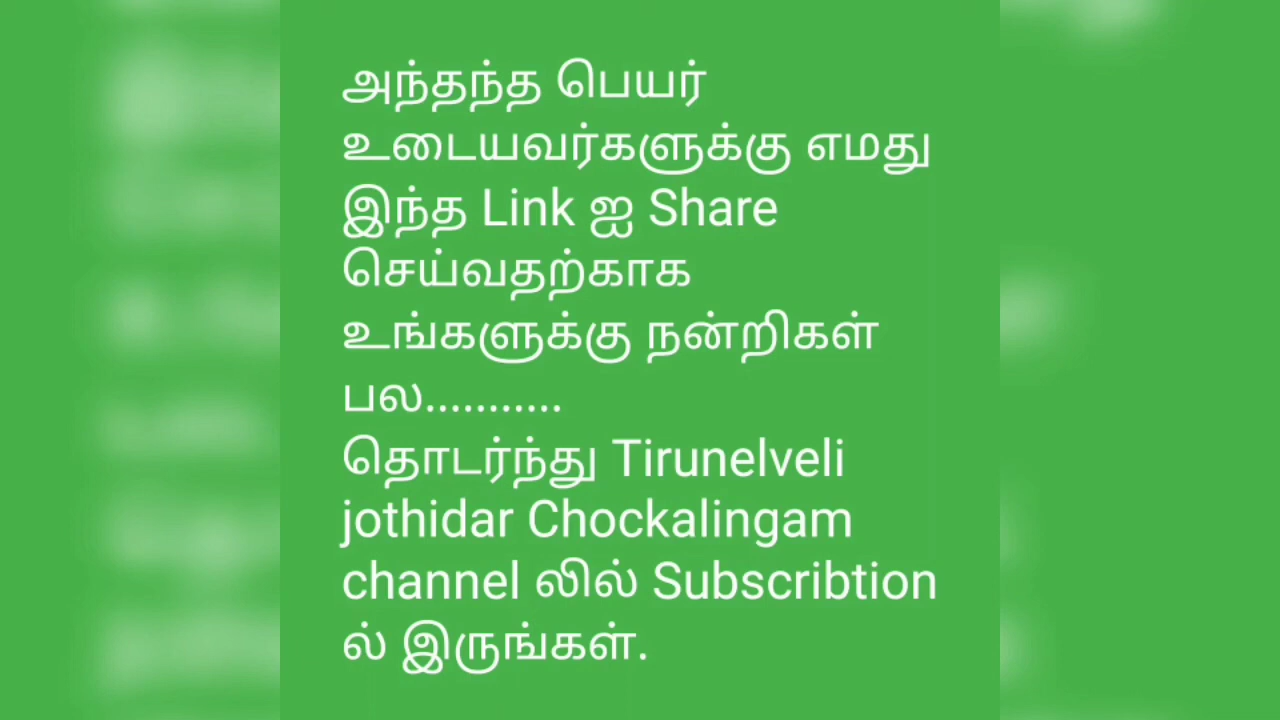 அந்தந்த பெயர்
உடையவர்களுக்கு எமது
இந்த Link ஐ Share
செய்வதற்காக
உங்களுக்கு நன்றிகள்
பல...........
தொடர்ந்து Tirunelveli
jothidar Chockalingam
channel லில் Subscribtion
ல் இருங்கள்.